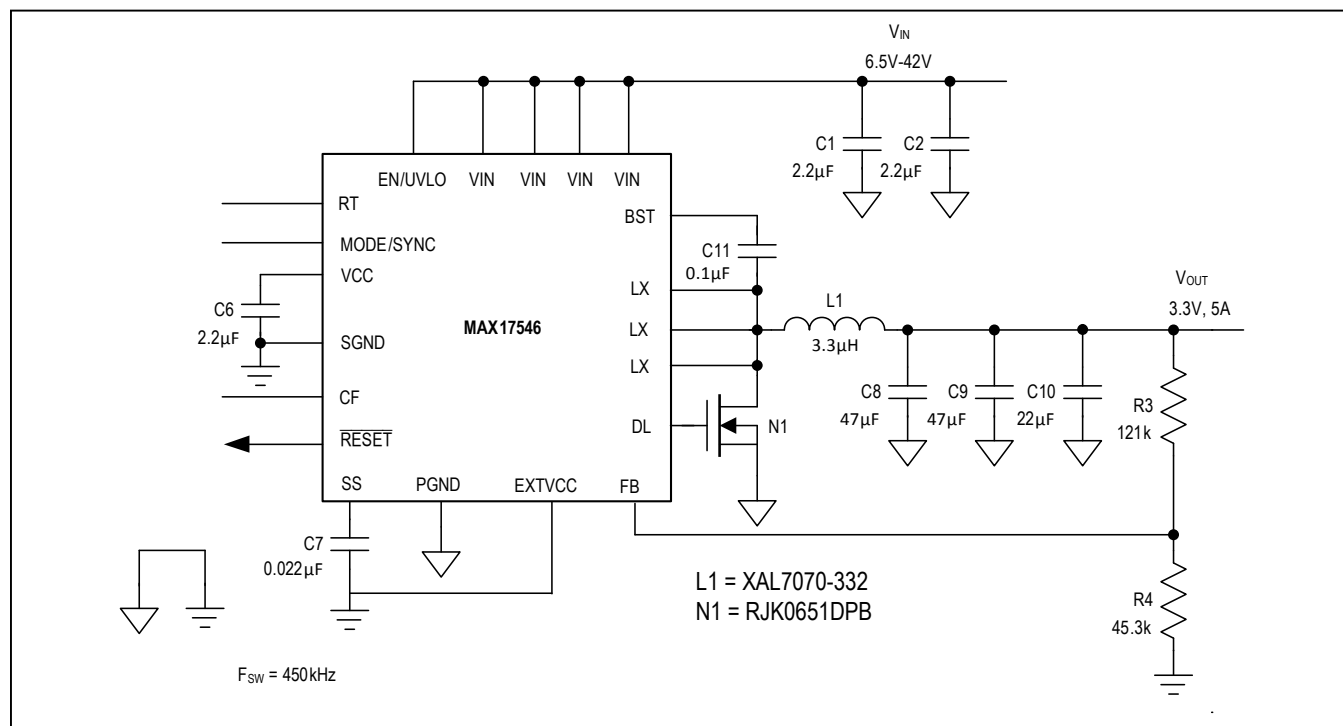 VIN
6.5V-42V
C1
2.2µF
C2
2.2µF
EN/UVLO
VIN
VIN
VIN
VIN
RT
MODE/SYNC
VCC
C6
2.2µF
SGND
CF
RESET
SS
PGND
EXTVCC
FB
MAX17546
BST
LX
LX
LX
DL
C11
0.1µF
L1
3.3µH
N1
VOUT
3.3V, 5A
C8
47µF
C9
47µF
C10
22µF
R3
121k
R4
45.3k
C7
0.022µF
L1 = XAL7070-332
N1 = RJK0651DPB
FSW = 450kHz